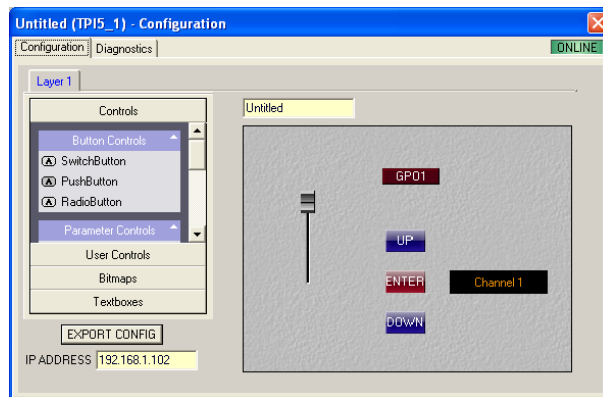 Untitled (TPI5_1) - Configuration
Configuration Diagnostics ONLINE
Layer 1
Controls
Button Controls
A SwitchButton
A PushButton
A RadioButton
Parameter Controls
User Controls
Bitmaps
Textboxes
EXPORT CONFIG
IP ADDRESS 192.168.1.102
Untitled
GPO1
UP
ENTER Channel 1
DOWN